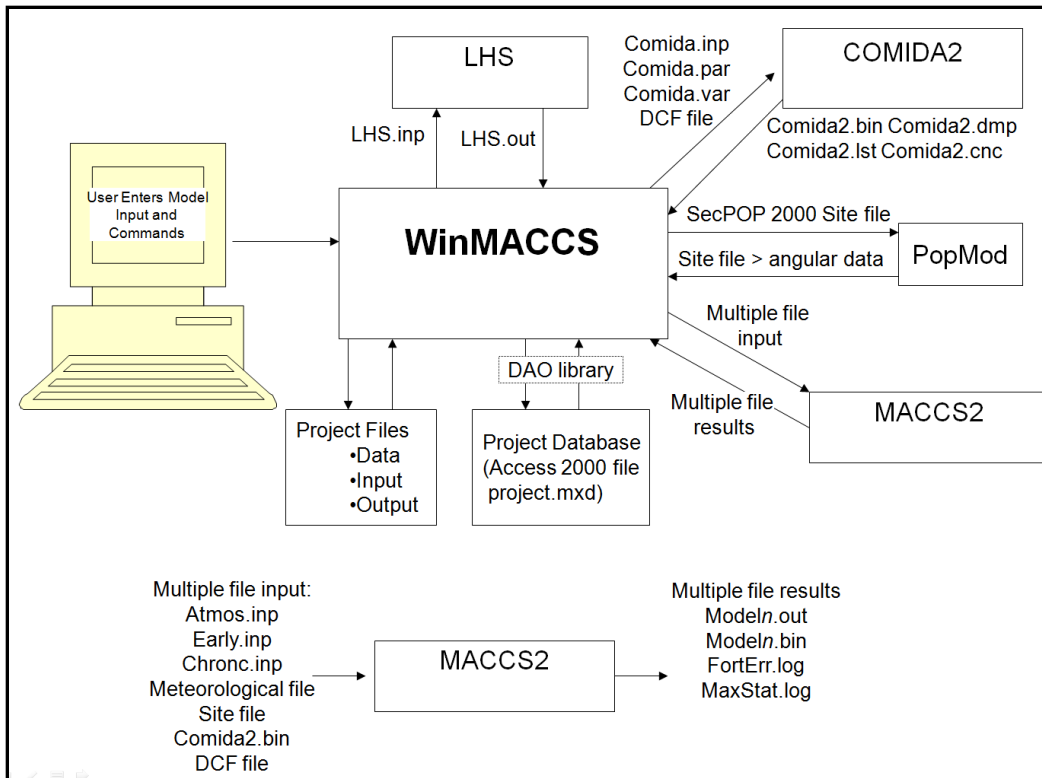 LHS
Comida.inp
Comida.par
Comida.var
DCF file
COMIDA2
LHS.inp
LHS.out
Comida2.bin Comida2.dmp
Comida2.lst Comida2.cnc
User Enters Model
Input and
Commands
WinMACCS
SecPOP 2000 Site file
Site file > angular data
PopMod
Multiple file
input
DAO library
Multiple file
results
MACCS2
Project Files
•Data
•Input
•Output
Project Database
(Access 2000 file
project.mxd)
Multiple file input:
Atmos.inp
Early.inp
Chronc.inp
Meteorological file
Site file
Comida2.bin
DCF file
MACCS2
Multiple file results
Modeln.out
Modeln.bin
FortErr.log
MaxStat.log